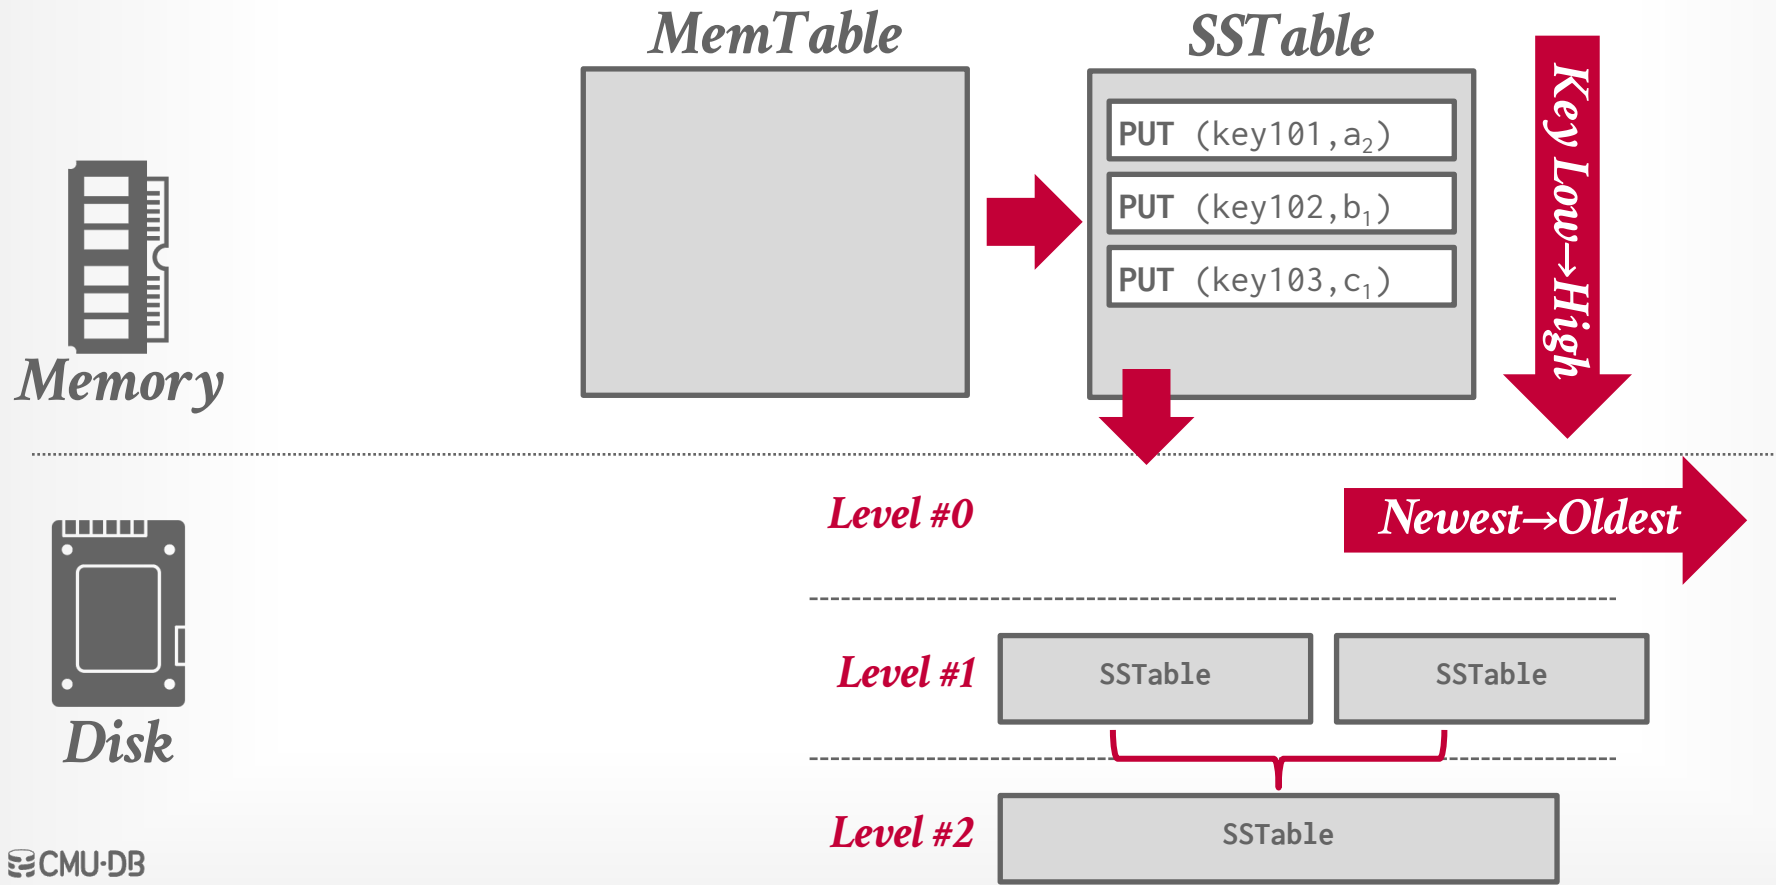 MemTable
SSTable
PUT (key101,a₂)
PUT (key102,b₁)
PUT (key103,c₁)
Key Low→High
Memory
Level #0
Newest→Oldest
Level #1
SSTable
SSTable
Disk
Level #2
SSTable
CMU·DB